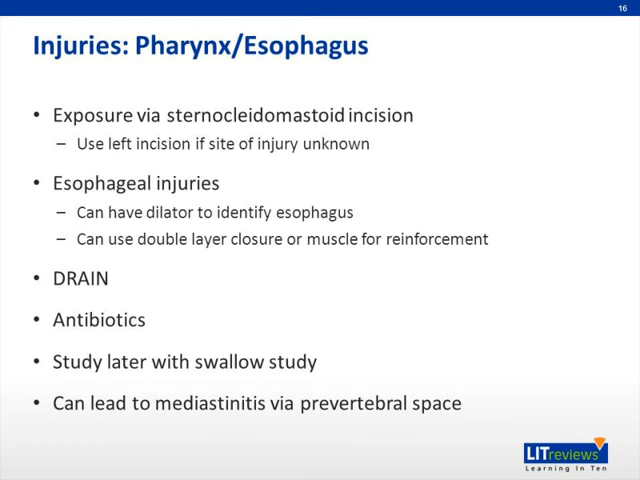 16
Injuries: Pharynx/Esophagus
• Exposure via sternocleidomastoid incision
– Use left incision if site of injury unknown
• Esophageal injuries
– Can have dilator to identify esophagus
– Can use double layer closure or muscle for reinforcement
• DRAIN
• Antibiotics
• Study later with swallow study
• Can lead to mediastinitis via prevertebral space
LITreviews
Learning In Ten